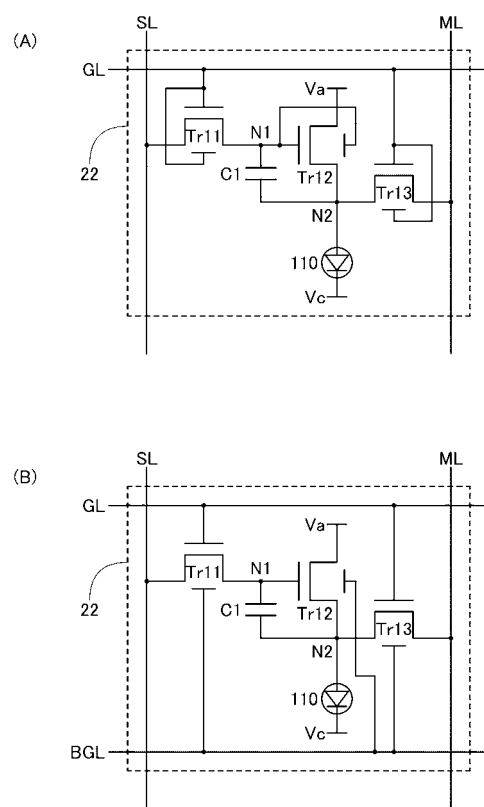 (A)
SL
ML
GL
Va
N1
Tr11
C1
Tr12
Tr13
22
N2
110
Vc
(B)
SL
ML
GL
Va
N1
Tr11
C1
Tr12
Tr13
22
N2
110
Vc
BGL